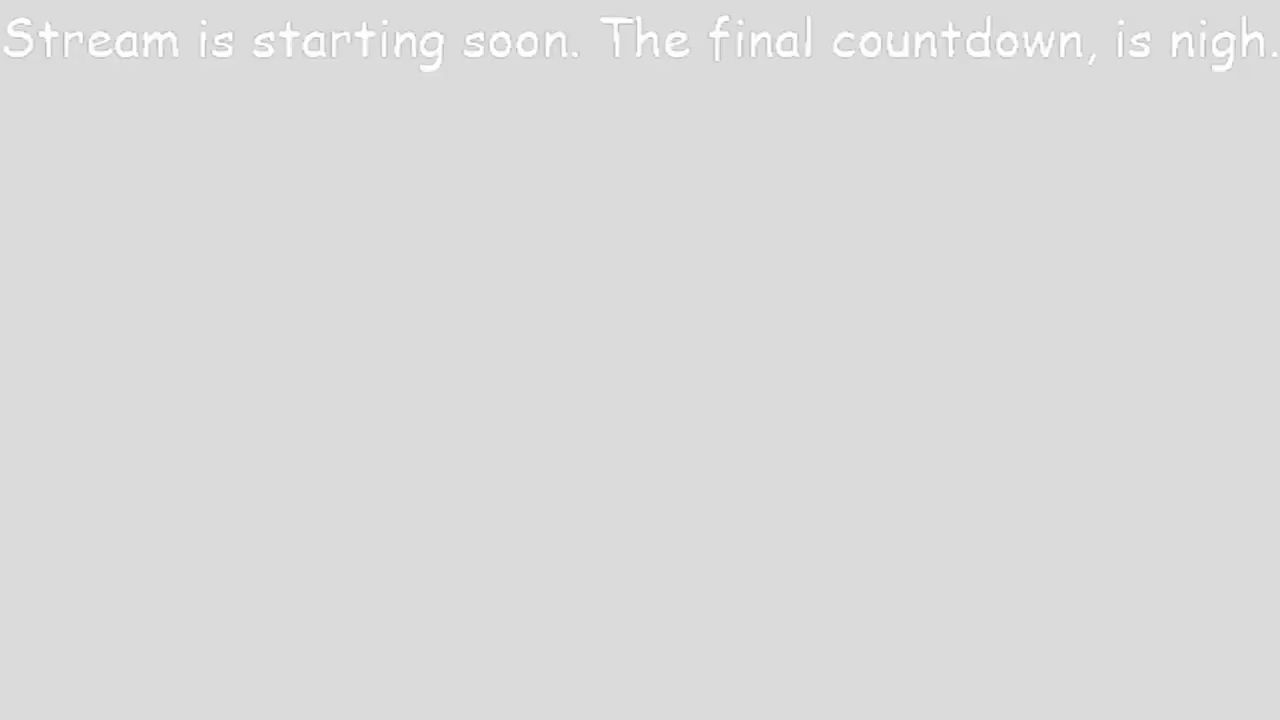 Stream is starting soon. The final countdown, is nigh.